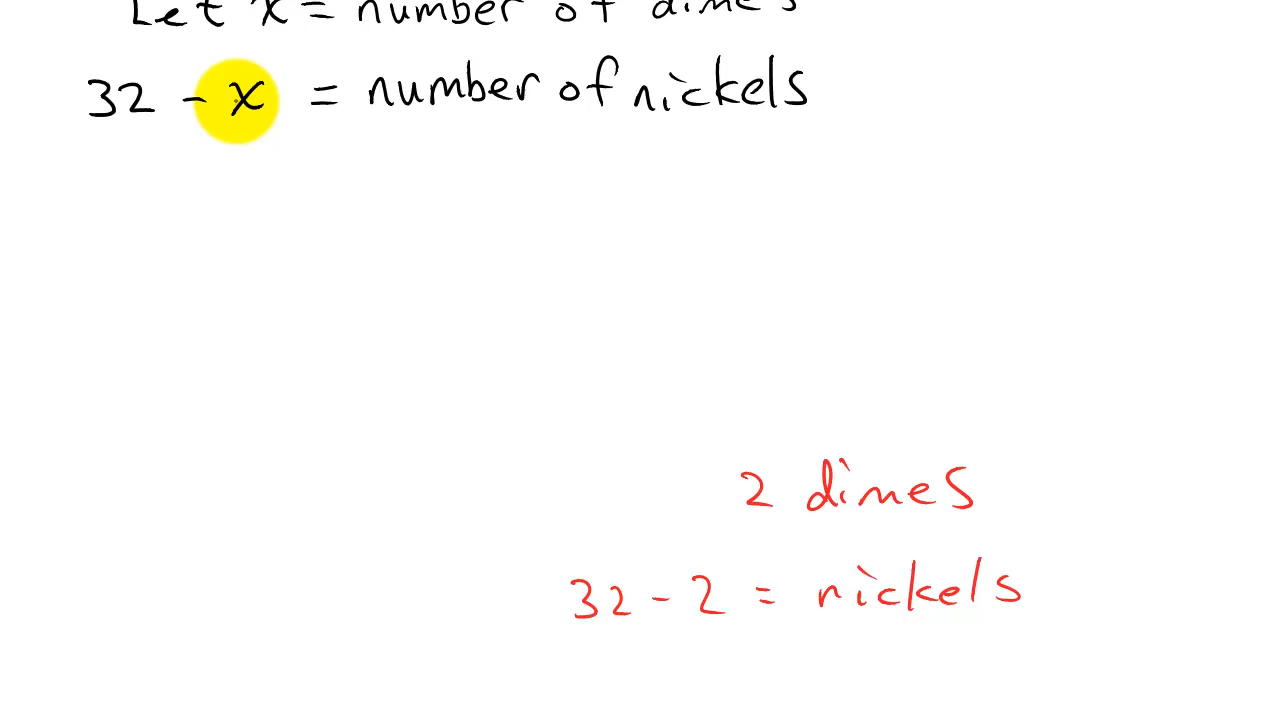 Let x = number of dimes
32 - x = number of nickels
2 dimes
32 - 2 = nickels